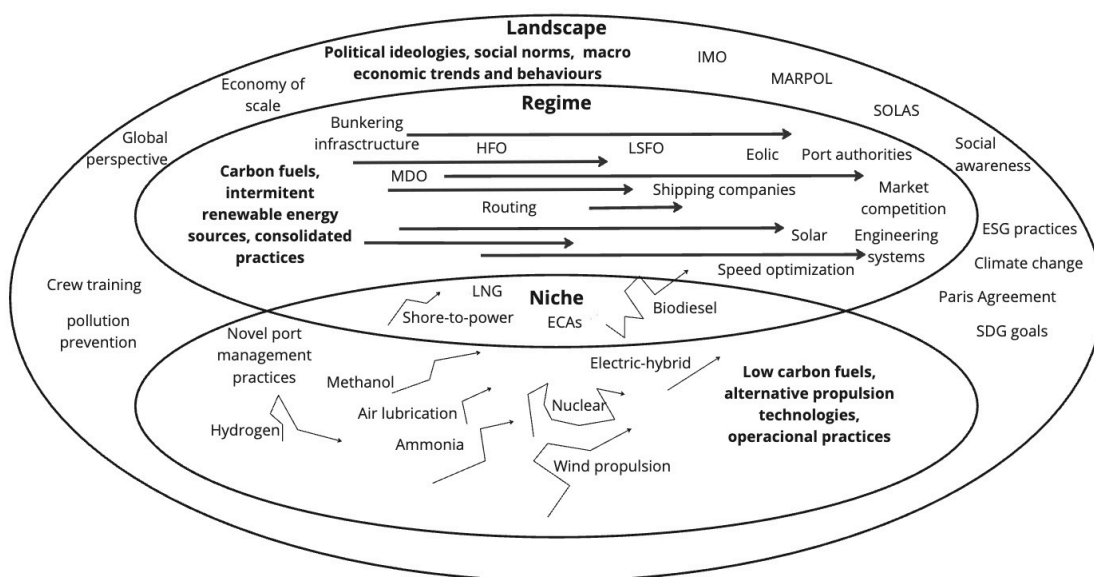 Landscape
Political ideologies, social norms, macro
economic trends and behaviours
IMO
MARPOL
SOLAS
Economy of
scale
Global
perspective
Social
awareness
ESG practices
Climate change
Paris Agreement
SDG goals
Crew training
pollution
prevention
Regime
Bunkering
infrasctructure
HFO
LSFO
Eolic
Port authorities
Carbon fuels,
intermitent
renewable energy
sources, consolidated
practices
MDO
Shipping companies
Market
competition
Routing
Solar
Engineering
systems
Speed optimization
LNG
Niche
Shore-to-power
ECAs
Biodiesel
Novel port
management
practices
Electric-hybrid
Methanol
Low carbon fuels,
alternative propulsion
technologies,
operacional practices
Air lubrication
Nuclear
Hydrogen
Ammonia
Wind propulsion